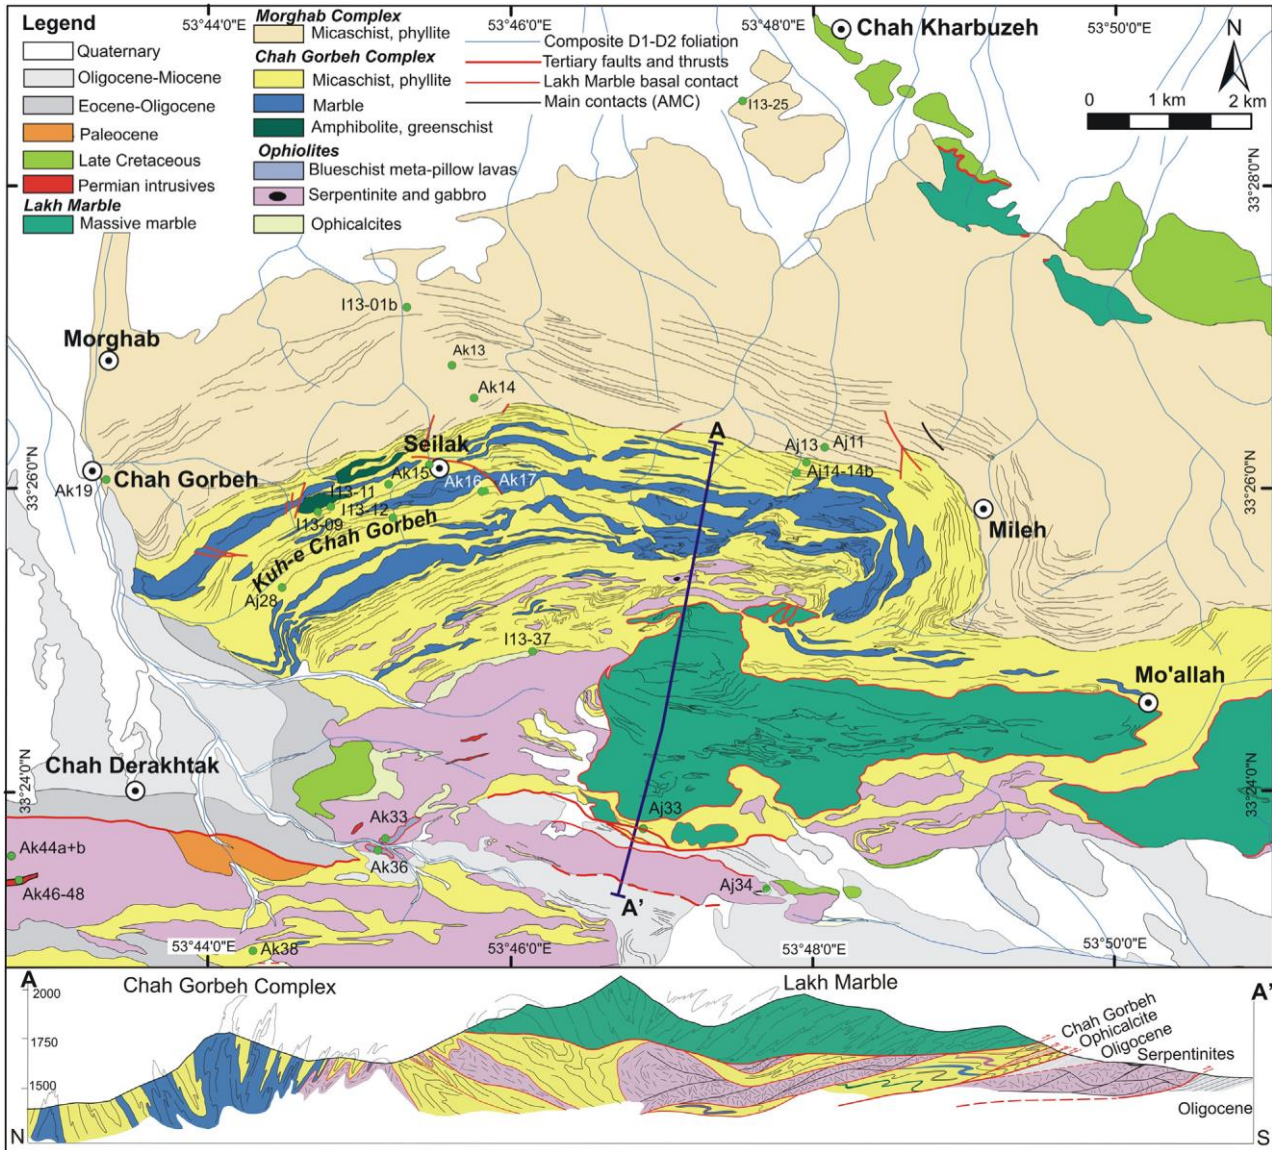 53°44'0"E
53°46'0"E
53°48'0"E
53°50'0"E
Legend
Quaternary
Oligocene-Miocene
Eocene-Oligocene
Paleocene
Late Cretaceous
Permian intrusives
Lakh Marble
Massive marble
Morghab Complex
Micaschist, phyllite
Chah Gorbeh Complex
Micaschist, phyllite
Marble
Amphibolite, greenschist
Ophiolites
Blueschist meta-pillow lavas
Serpentinite and gabbro
Ophicalcites
Composite D1-D2 foliation
Tertiary faults and thrusts
Lakh Marble basal contact
Main contacts (AMC)
Chah Kharbuzeh
N
0 1 km 2 km
I13-25
33°28'0"N
I13-01b
Morghab
Ak13
Ak14
A
Seilak
Aj13
Aj11
Chah Gorbeh
Ak19
Ak15
Ak16
Ak17
Aj14-14b
33°26'0"N
33°26'0"N
I13-11
I13-12
I13-09
Kuh-e Chah Gorbeh
Mileh
Aj28
I13-37
Mo'allah
Chah Derakhtak
33°24'0"N
33°24'0"N
Ak33
Aj33
Ak44a+b
Ak36
Ak46-48
Aj34
A'
53°44'0"E
Ak38
53°46'0"E
53°48'0"E
53°50'0"E
A
2000
Chah Gorbeh Complex
Lakh Marble
A'
1750
1500
Chah Gorbeh
Ophicalcite
Oligocene
Serpentinites
Oligocene
N
S